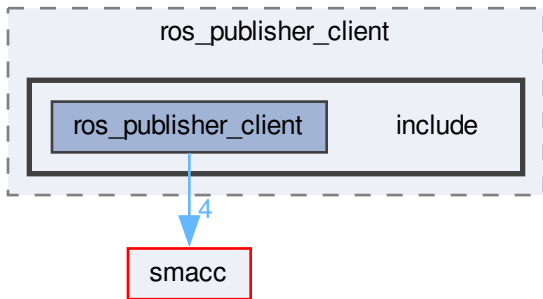 ros_publisher_client
ros_publisher_client include
4
smacc